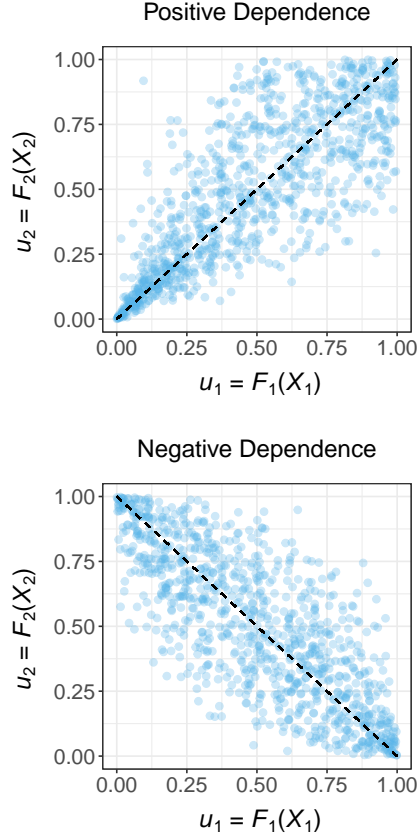 Positive Dependence
1.00
0.75
0.50
0.25
0.00
u₂ = F₂(X₂)
0.00 0.25 0.50 0.75 1.00
u₁ = F₁(X₁)
Negative Dependence
1.00
0.75
0.50
0.25
0.00
u₂ = F₂(X₂)
0.00 0.25 0.50 0.75 1.00
u₁ = F₁(X₁)